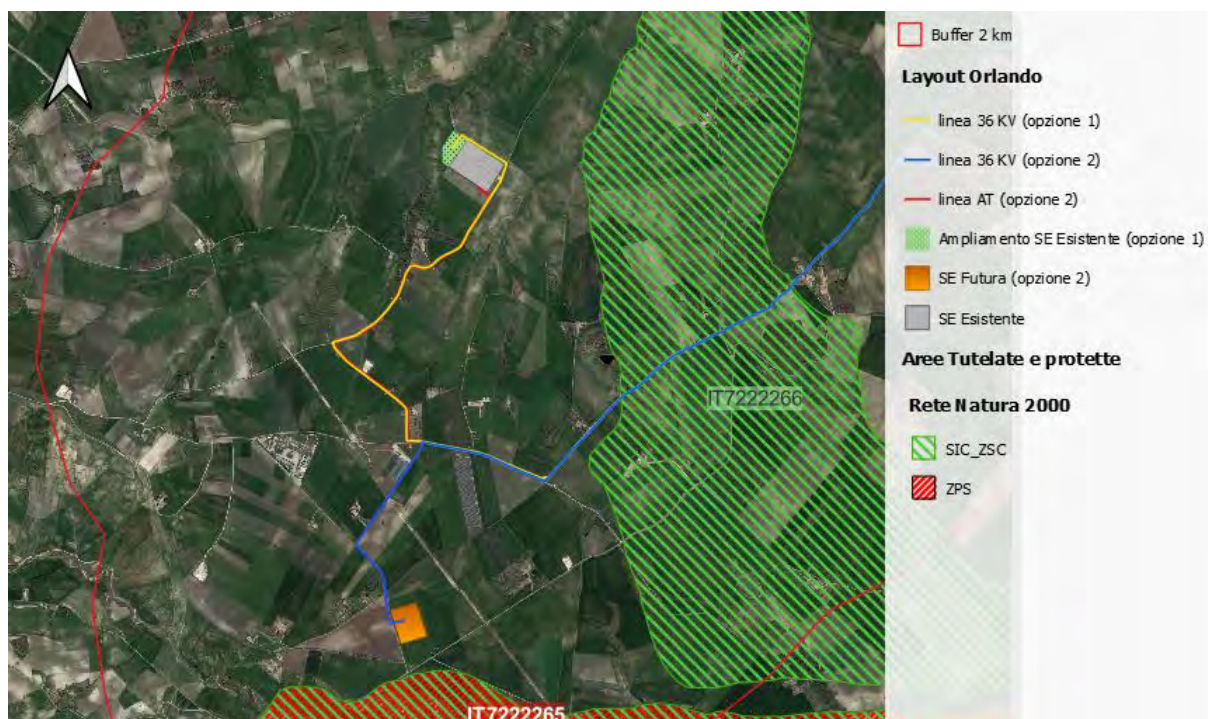 Buffer 2 km
Layout Orlando
linea 36 KV (opzione 1)
linea 36 KV (opzione 2)
linea AT (opzione 2)
Ampliamento SE Esistente (opzione 1)
SE Futura (opzione 2)
SE Esistente
Aree Tutelate e protette
Rete Natura 2000
IT7222266
SIC_ZSC
ZPS
IT7222265